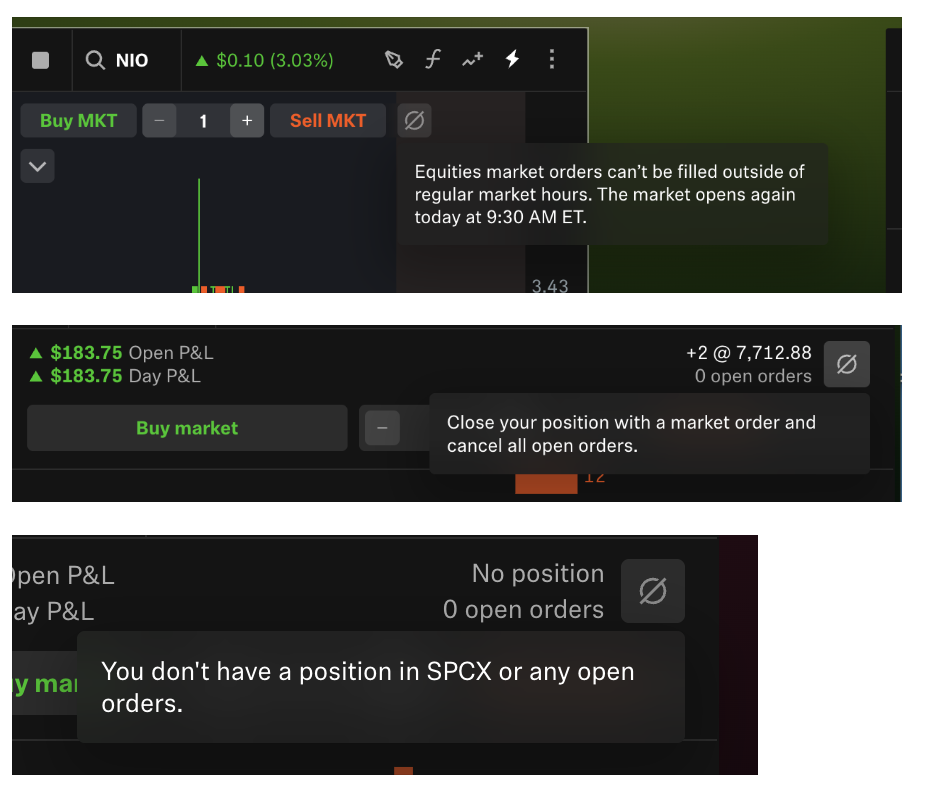 NIO
$0.10 (3.03%)
Buy MKT
−
1
+
Sell MKT
Equities market orders can’t be filled outside of
regular market hours. The market opens again
today at 9:30 AM ET.
3.43
$183.75 Open P&L
+2 @ 7,712.88
$183.75 Day P&L
0 open orders
Buy market
−
Close your position with a market order and
cancel all open orders.
12
Open P&L
No position
ay P&L
0 open orders
y mar
You don't have a position in SPCX or any open
orders.